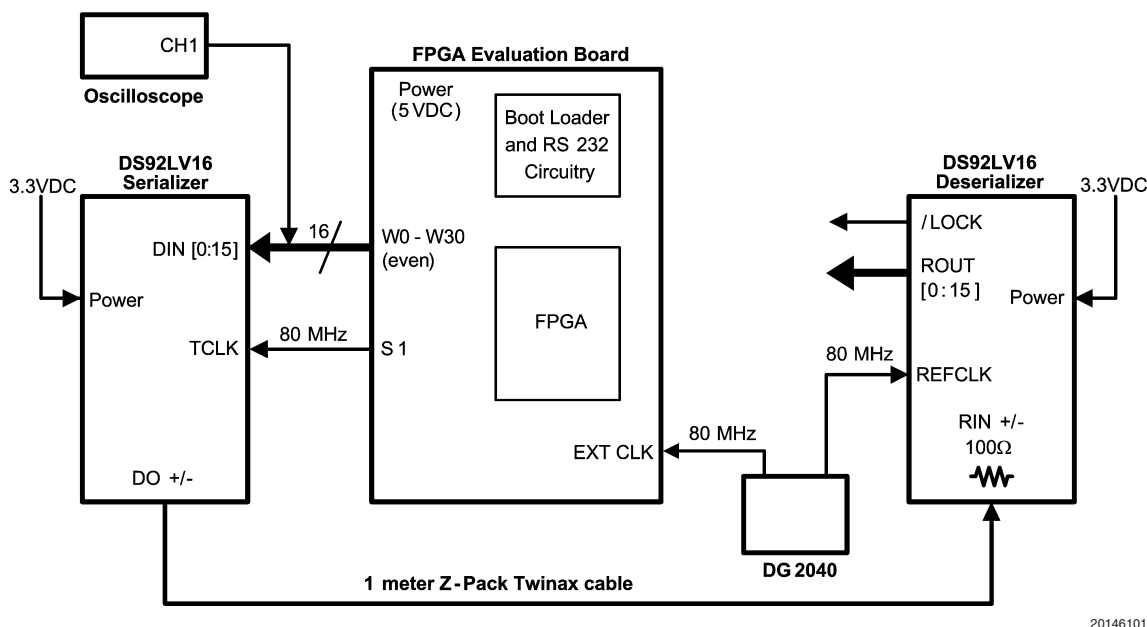 CH1
Oscilloscope
FPGA Evaluation Board
Power
(5 VDC)
Boot Loader
and RS 232
Circuitry
DS92LV16
Serializer
3.3VDC
DIN [0:15]
16
W0 - W30
(even)
Power
TCLK
80 MHz
S 1
FPGA
EXT CLK
80 MHz
DO +/-
DS92LV16
Deserializer
3.3VDC
/LOCK
ROUT
[0:15]
Power
80 MHz
REFCLK
RIN +/-
100Ω
DG 2040
1 meter Z-Pack Twinax cable
20146101